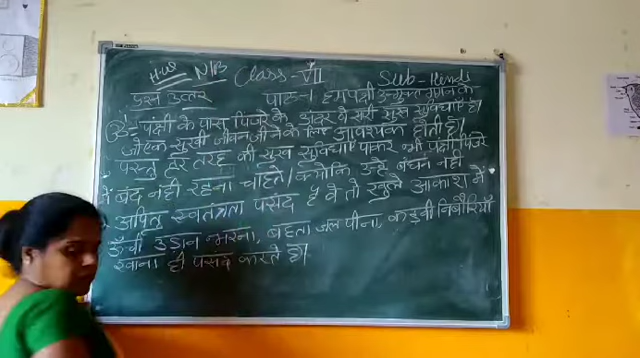 H.W N/B Class - VII Sub - Hindi
प्रश्न उत्तर पाठ-1 हम पक्षी उन्मुक्त गगन के
पक्षी के पास पिंजरे के अंदर वे सारी सुख सुविधाएँ है
जो एक सुखी जीवन जीने के लिए आवश्यक होती है।
परन्तु हर तरह की सुख सुविधाएँ पाकर भी पक्षी पिंजरे
में बंद नही रहना चाहते। क्योकि उन्हे बंधन नही
अपितु स्वतंत्रता पसंद है वे तो खुले आकाश में
ऊँची उड़ान भरना, बहता जल पीना, कड़वी निबौरियाँ
खाना ही पसंद करते है।